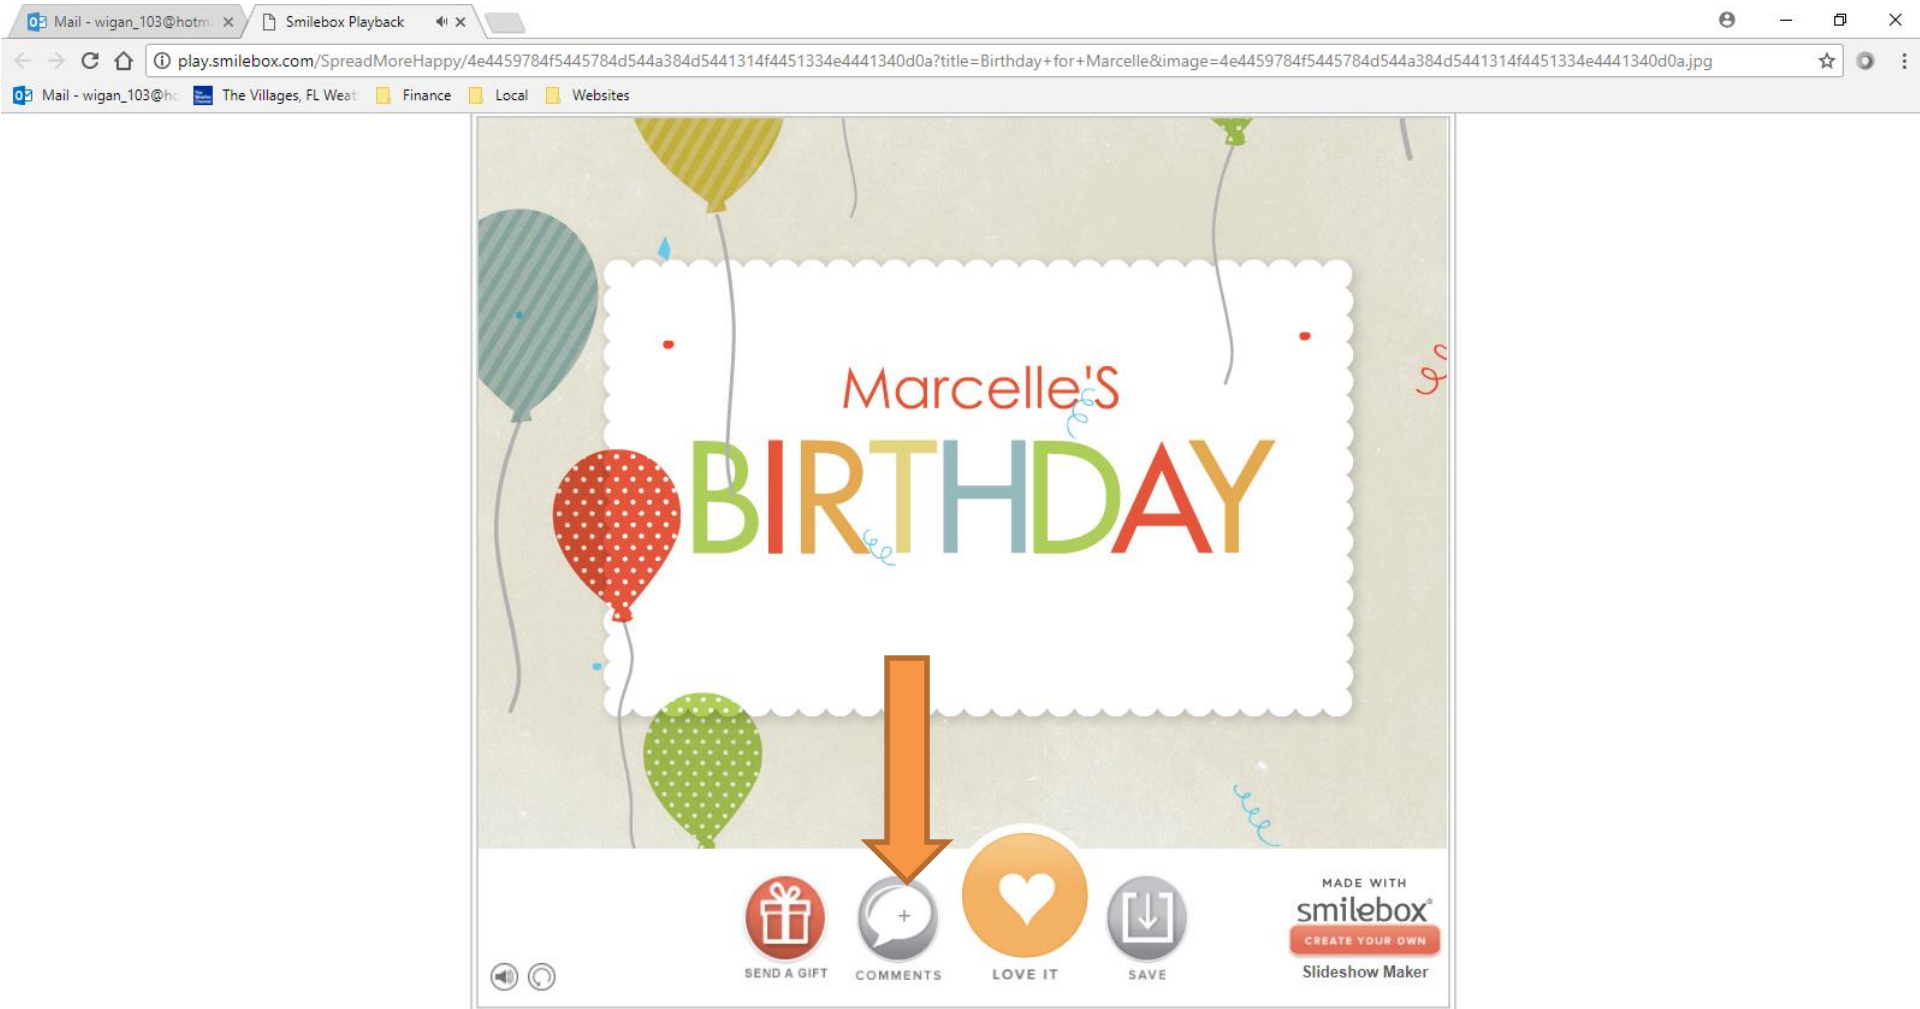 Mail - wigan_103@hotm
Smilebox Playback
play.smilebox.com/SpreadMoreHappy/4e4459784f5445784d544a384d5441314f4451334e4441340d0a?title=Birthday+for+Marcelle&image=4e4459784f5445784d544a384d5441314f4451334e4441340d0a.jpg
Mail - wigan_103@hc
The Villages, FL Weat
Finance
Local
Websites
Marcelle'S
BIRTHDAY
SEND A GIFT
COMMENTS
LOVE IT
SAVE
MADE WITH
smilebox®
CREATE YOUR OWN
Slideshow Maker